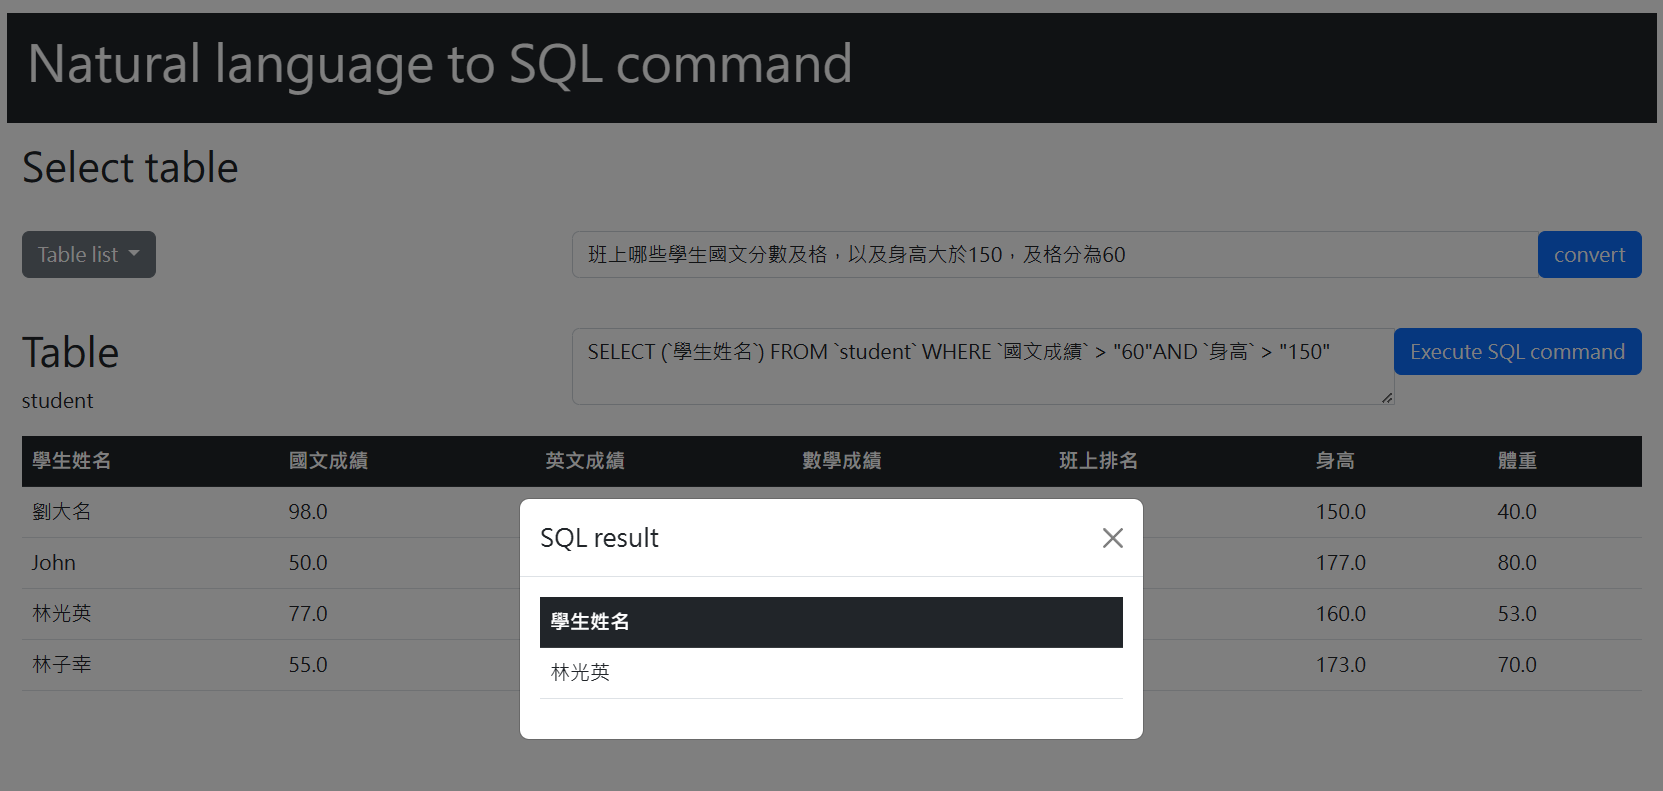 Natural language to SQL command
Select table
Table list
班上哪些學生國文分數及格，以及身高大於150，及格分為60
convert
Table
SELECT (`學生姓名`) FROM `student` WHERE `國文成績` > "60"AND `身高` > "150"
Execute SQL command
student
學生姓名 國文成績 英文成績 數學成績 班上排名 身高 體重
劉大名 98.0 150.0 40.0
John 50.0 177.0 80.0
林光英 77.0 160.0 53.0
林子幸 55.0 173.0 70.0
SQL result
學生姓名
林光英